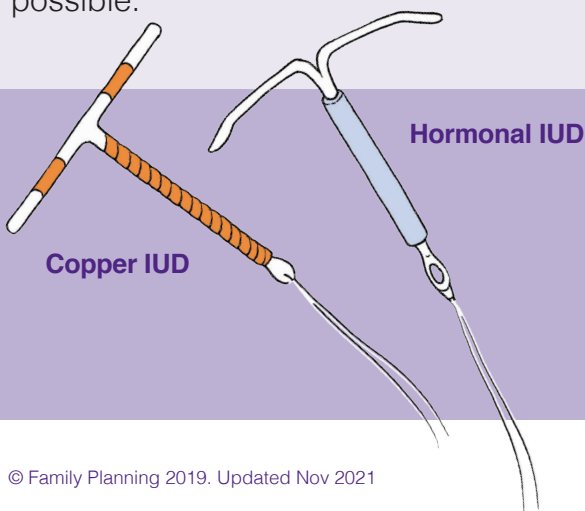 possible.
Hormonal IUD
Copper IUD
© Family Planning 2019. Updated Nov 2021